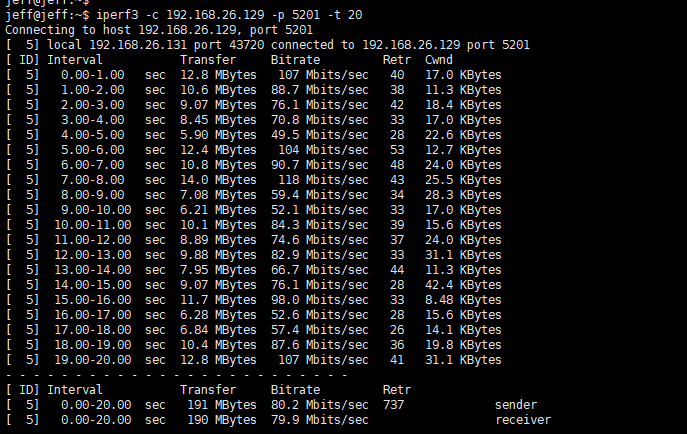 jeff@jeff:~$
jeff@jeff:~$ iperf3 -c 192.168.26.129 -p 5201 -t 20
Connecting to host 192.168.26.129, port 5201
[  5] local 192.168.26.131 port 43720 connected to 192.168.26.129 port 5201
[ ID] Interval           Transfer     Bitrate         Retr  Cwnd
[  5]   0.00-1.00   sec  12.8 MBytes   107 Mbits/sec   40   17.0 KBytes
[  5]   1.00-2.00   sec  10.6 MBytes  88.7 Mbits/sec   38   11.3 KBytes
[  5]   2.00-3.00   sec  9.07 MBytes  76.1 Mbits/sec   42   18.4 KBytes
[  5]   3.00-4.00   sec  8.45 MBytes  70.8 Mbits/sec   33   17.0 KBytes
[  5]   4.00-5.00   sec  5.90 MBytes  49.5 Mbits/sec   28   22.6 KBytes
[  5]   5.00-6.00   sec  12.4 MBytes   104 Mbits/sec   53   12.7 KBytes
[  5]   6.00-7.00   sec  10.8 MBytes  90.7 Mbits/sec   48   24.0 KBytes
[  5]   7.00-8.00   sec  14.0 MBytes   118 Mbits/sec   43   25.5 KBytes
[  5]   8.00-9.00   sec  7.08 MBytes  59.4 Mbits/sec   34   28.3 KBytes
[  5]   9.00-10.00  sec  6.21 MBytes  52.1 Mbits/sec   33   17.0 KBytes
[  5]  10.00-11.00  sec  10.1 MBytes  84.3 Mbits/sec   39   15.6 KBytes
[  5]  11.00-12.00  sec  8.89 MBytes  74.6 Mbits/sec   37   24.0 KBytes
[  5]  12.00-13.00  sec  9.88 MBytes  82.9 Mbits/sec   33   31.1 KBytes
[  5]  13.00-14.00  sec  7.95 MBytes  66.7 Mbits/sec   44   11.3 KBytes
[  5]  14.00-15.00  sec  9.07 MBytes  76.1 Mbits/sec   28   42.4 KBytes
[  5]  15.00-16.00  sec  11.7 MBytes  98.0 Mbits/sec   33   8.48 KBytes
[  5]  16.00-17.00  sec  6.28 MBytes  52.6 Mbits/sec   28   15.6 KBytes
[  5]  17.00-18.00  sec  6.84 MBytes  57.4 Mbits/sec   26   14.1 KBytes
[  5]  18.00-19.00  sec  10.4 MBytes  87.6 Mbits/sec   36   19.8 KBytes
[  5]  19.00-20.00  sec  12.8 MBytes   107 Mbits/sec   41   31.1 KBytes
- - - - - - - - - - - - - - - - - - - - - - - - -
[ ID] Interval           Transfer     Bitrate         Retr
[  5]   0.00-20.00  sec   191 MBytes  80.2 Mbits/sec  737             sender
[  5]   0.00-20.00  sec   190 MBytes  79.9 Mbits/sec                  receiver